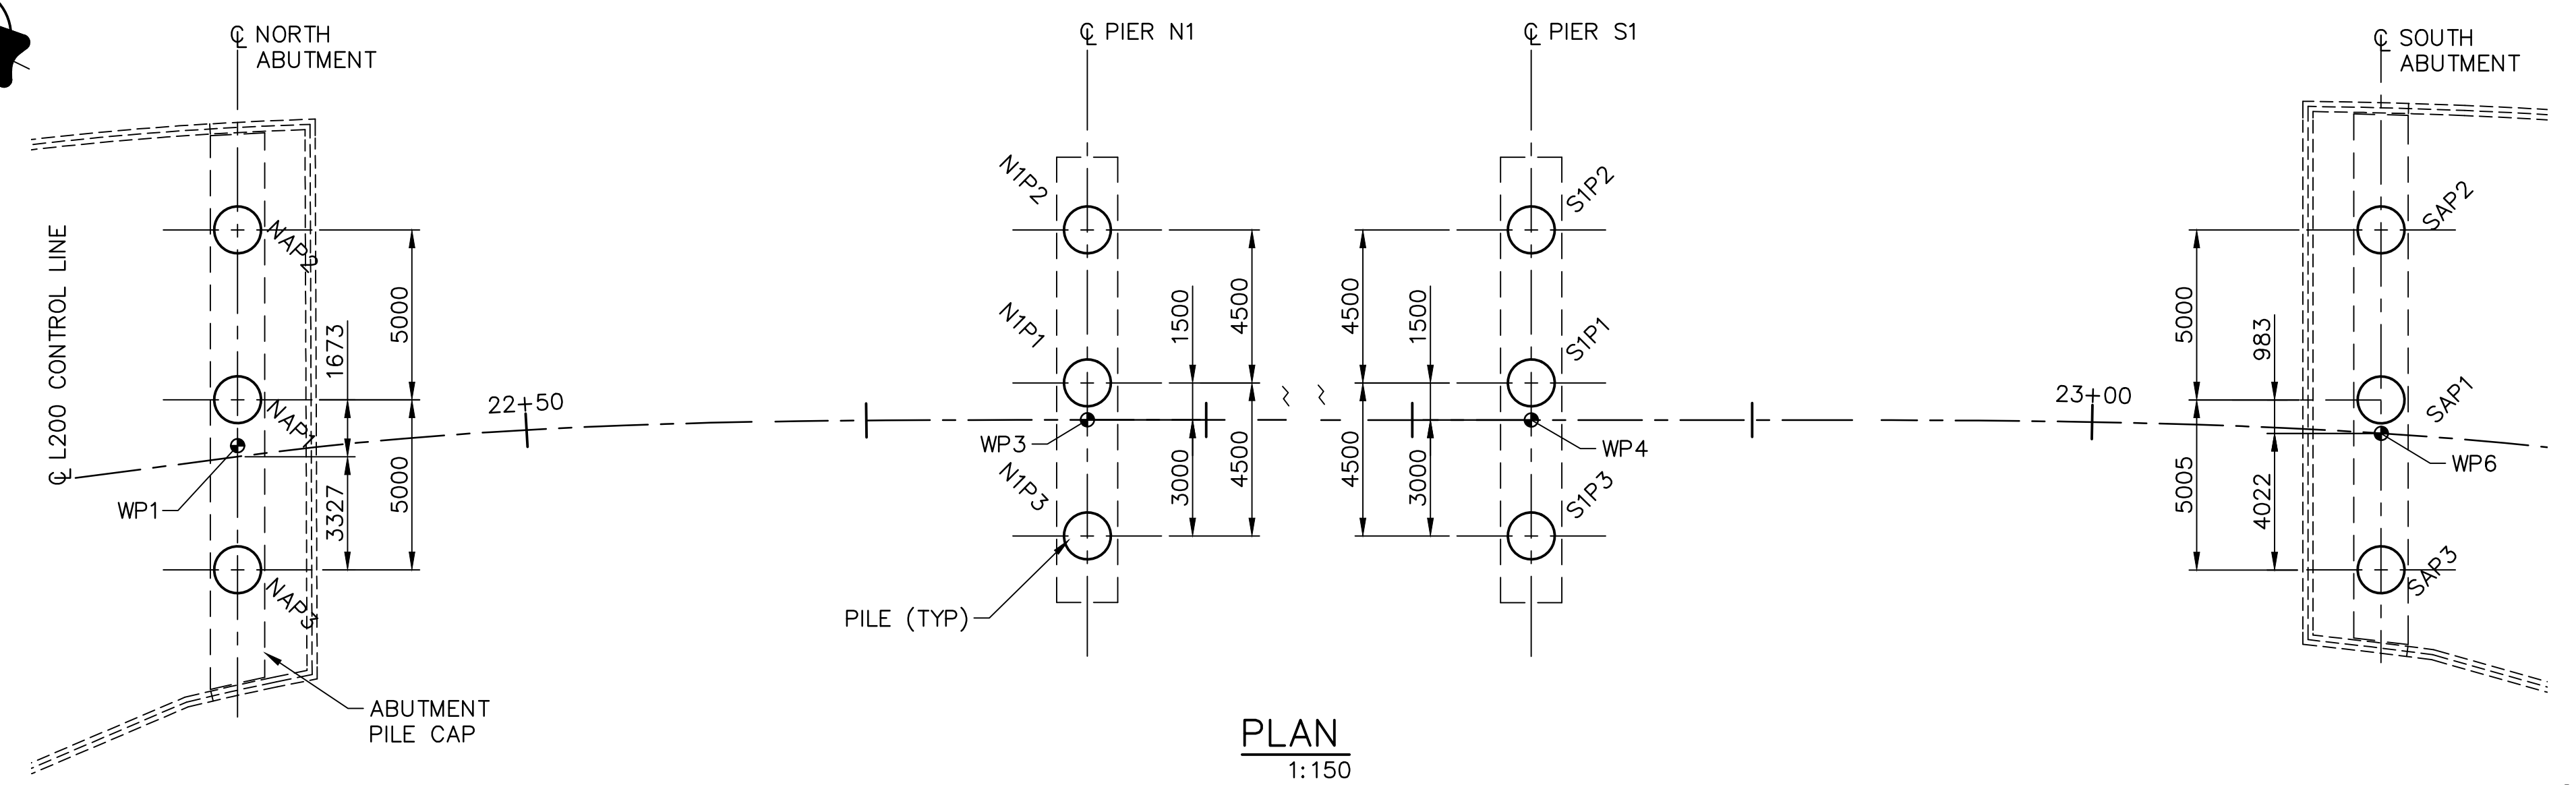 ℄ NORTH
ABUTMENT
℄ PIER N1
℄ PIER S1
℄ SOUTH
ABUTMENT
℄ L200 CONTROL LINE
NAP2
NAP1
NAP3
5000
1673
5000
3327
WP1
22+50
ABUTMENT
PILE CAP
N1P2
N1P1
N1P3
WP3
1500
4500
3000
4500
PILE (TYP)
4500
1500
4500
3000
S1P2
S1P1
S1P3
WP4
23+00
5000
983
5005
4022
SAP2
SAP1
SAP3
WP6
PLAN
1:150